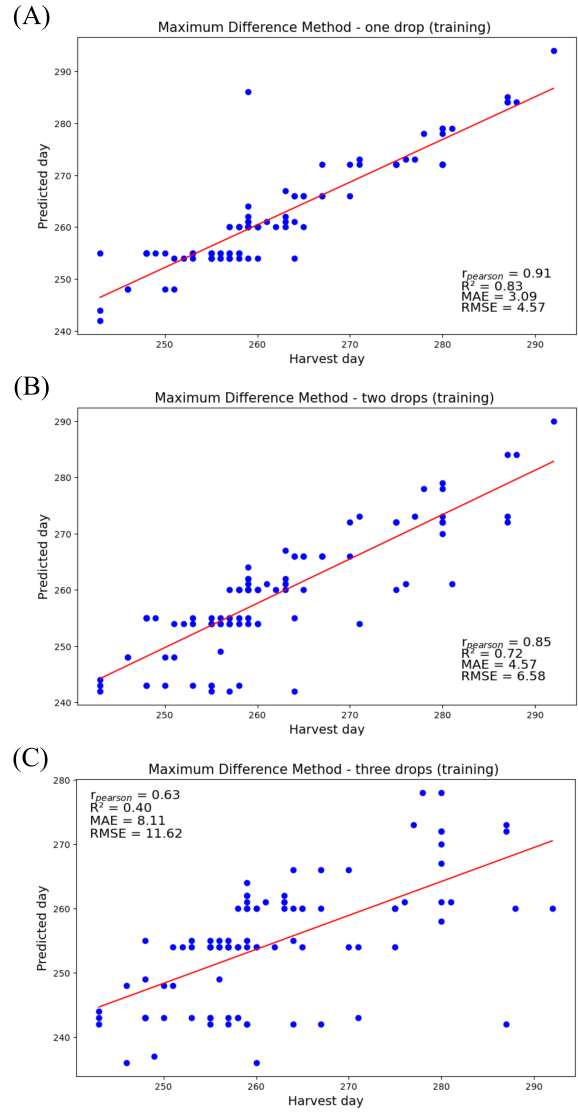 (A)
Maximum Difference Method - one drop (training)
290
280
270
260
250
240
Predicted day
r_pearson = 0.91
R² = 0.83
MAE = 3.09
RMSE = 4.57
250 260 270 280 290
Harvest day
(B)
Maximum Difference Method - two drops (training)
290
280
270
260
250
240
Predicted day
r_pearson = 0.85
R² = 0.72
MAE = 4.57
RMSE = 6.58
250 260 270 280 290
Harvest day
(C)
Maximum Difference Method - three drops (training)
280
270
260
250
240
Predicted day
r_pearson = 0.63
R² = 0.40
MAE = 8.11
RMSE = 11.62
250 260 270 280 290
Harvest day